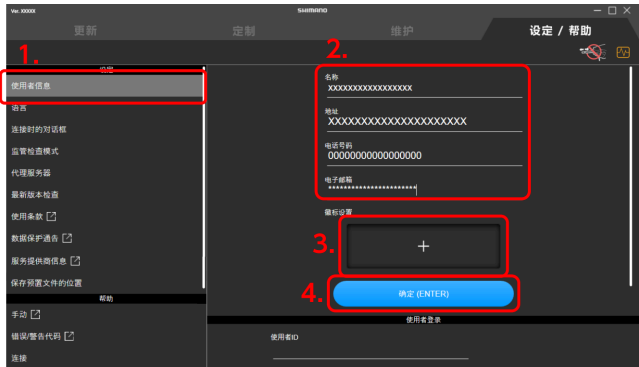 Ver. XXXXX
SHIMANO
更新
定制
维护
设定 / 帮助
1.
设定
使用者信息
语言
连接时的对话框
监管检查模式
代理服务器
最新版本检查
使用条款
数据保护通告
服务提供商信息
保存预置文件的位置
帮助
手动
错误/警告代码
连接
2.
名称
XXXXXXXXXXXXXXXXX
地址
XXXXXXXXXXXXXXXXXXXXX
电话号码
00000000000000000
电子邮箱
************************
徽标设置
3.
+
4.
确定 (ENTER)
使用者登录
使用者ID